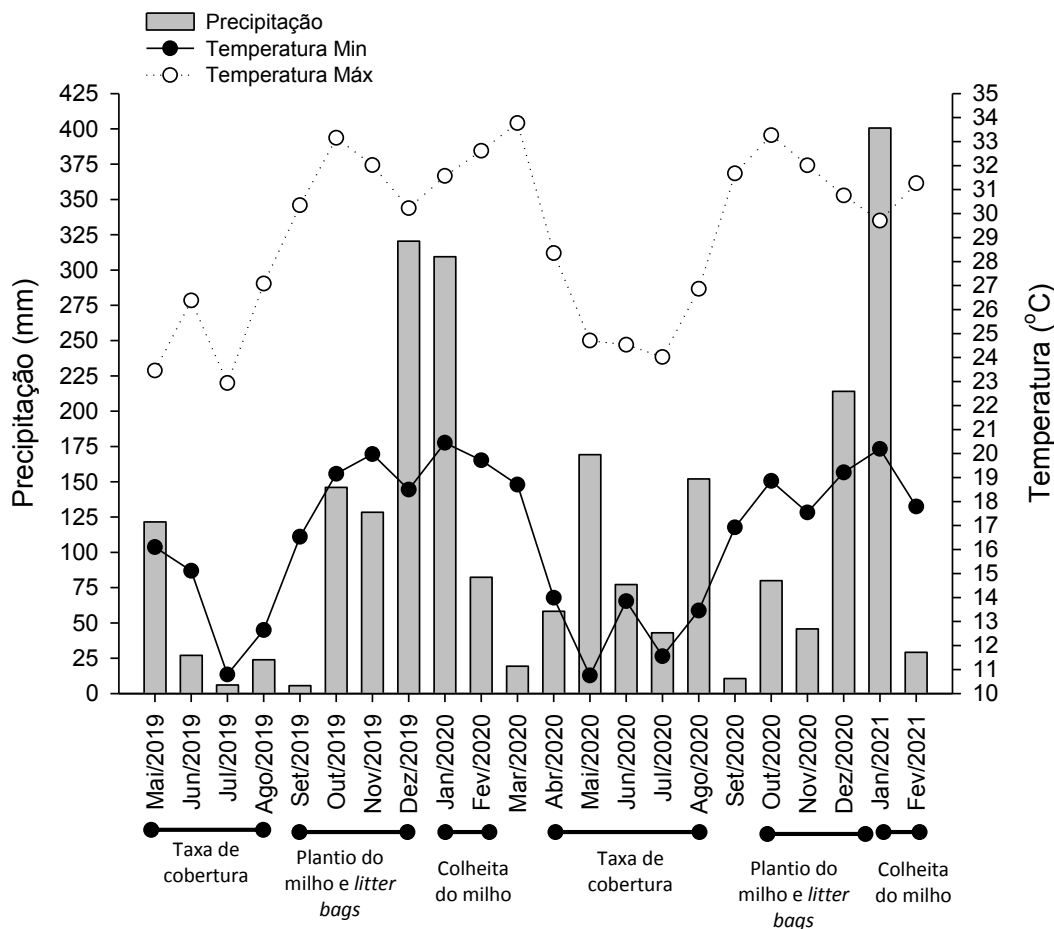 Precipitação
Temperatura Min
Temperatura Máx
Precipitação (mm)
425
400
375
350
325
300
275
250
225
200
175
150
125
100
75
50
25
0
35
34
33
32
31
30
29
28
27
26
25
24
23
22
21
20
19
18
17
16
15
14
13
12
11
10
Temperatura (°C)
Mai/2019
Jun/2019
Jul/2019
Ago/2019
Set/2019
Out/2019
Nov/2019
Dez/2019
Jan/2020
Fev/2020
Mar/2020
Abr/2020
Mai/2020
Jun/2020
Jul/2020
Ago/2020
Set/2020
Out/2020
Nov/2020
Dez/2020
Jan/2021
Fev/2021
Taxa de
cobertura
Plantio do
milho e litter
bags
Colheita
do milho
Taxa de
cobertura
Plantio do
milho e litter
bags
Colheita
do milho